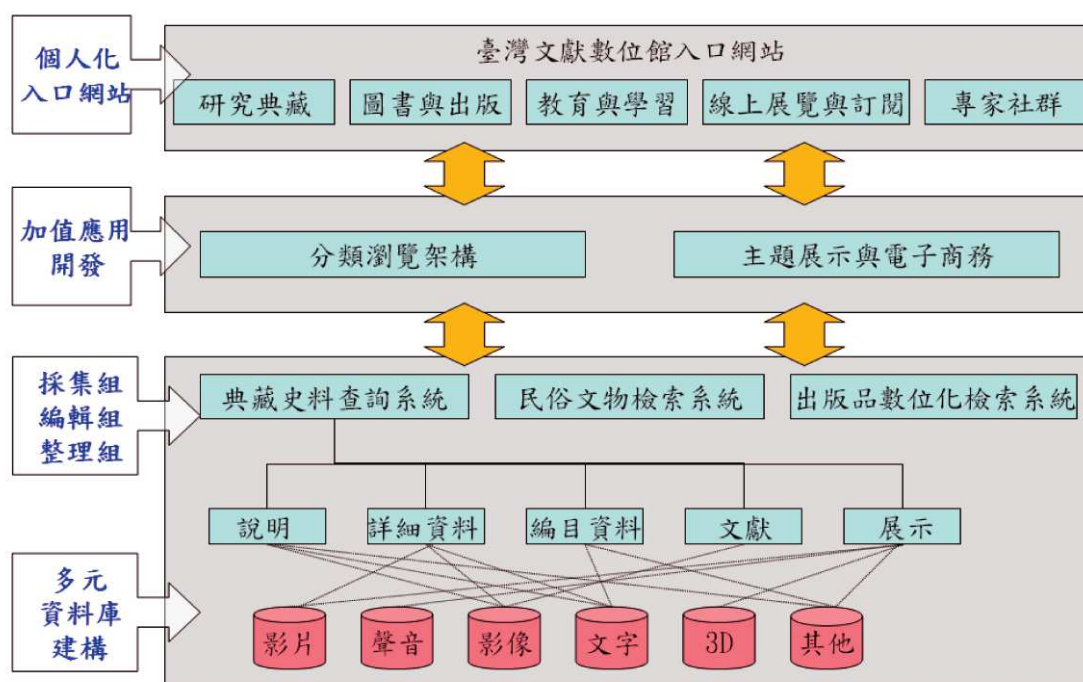 個人化
入口網站
臺灣文獻數位館入口網站
研究典藏
圖書與出版
教育與學習
線上展覽與訂閱
專家社群
加值應用
開發
分類瀏覽架構
主題展示與電子商務
採集組
編輯組
整理組
典藏史料查詢系統
民俗文物檢索系統
出版品數位化檢索系統
說明
詳細資料
編目資料
文獻
展示
多元
資料庫
建構
影片
聲音
影像
文字
3D
其他